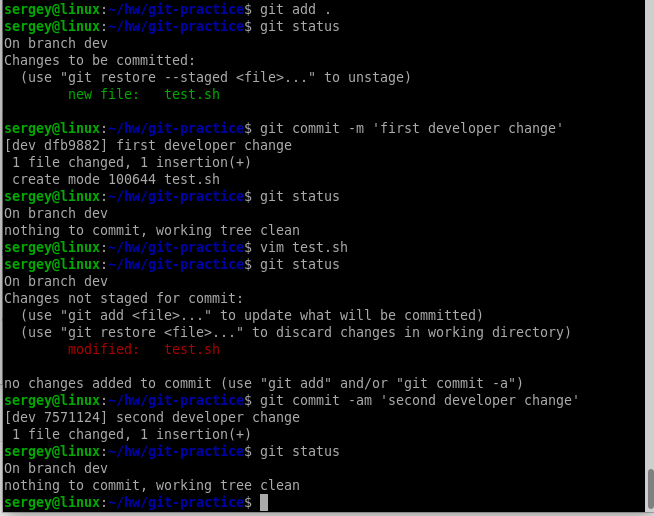 sergey@linux:~/hw/git-practice$ git add .
sergey@linux:~/hw/git-practice$ git status
On branch dev
Changes to be committed:
  (use "git restore --staged <file>..." to unstage)
        new file:   test.sh

sergey@linux:~/hw/git-practice$ git commit -m 'first developer change'
[dev dfb9882] first developer change
 1 file changed, 1 insertion(+)
 create mode 100644 test.sh
sergey@linux:~/hw/git-practice$ git status
On branch dev
nothing to commit, working tree clean
sergey@linux:~/hw/git-practice$ vim test.sh
sergey@linux:~/hw/git-practice$ git status
On branch dev
Changes not staged for commit:
  (use "git add <file>..." to update what will be committed)
  (use "git restore <file>..." to discard changes in working directory)
        modified:   test.sh

no changes added to commit (use "git add" and/or "git commit -a")
sergey@linux:~/hw/git-practice$ git commit -am 'second developer change'
[dev 7571124] second developer change
 1 file changed, 1 insertion(+)
sergey@linux:~/hw/git-practice$ git status
On branch dev
nothing to commit, working tree clean
sergey@linux:~/hw/git-practice$